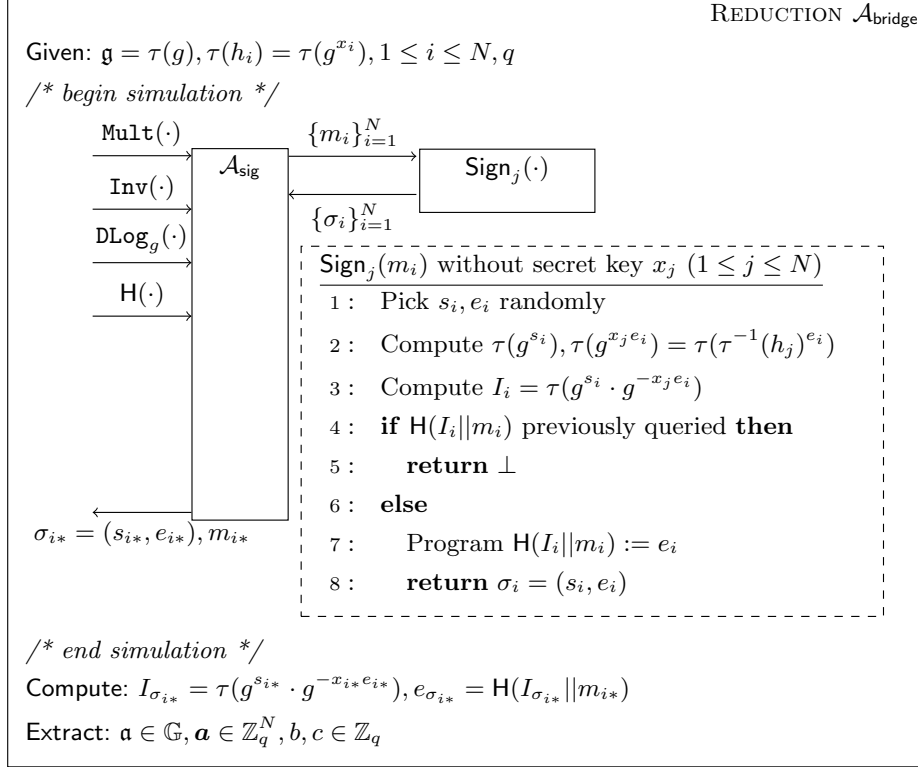 REDUCTION 𝒜_bridge
Given: 𝔤 = τ(g), τ(h_i) = τ(g^{x_i}), 1 ≤ i ≤ N, q
/* begin simulation */
Mult(·)
{m_i}_{i=1}^N
𝒜_sig
Sign_j(·)
Inv(·)
{σ_i}_{i=1}^N
DLog_g(·)
H(·)
Sign_j(m_i) without secret key x_j (1 ≤ j ≤ N)
1 : Pick s_i, e_i randomly
2 : Compute τ(g^{s_i}), τ(g^{x_j e_i}) = τ(τ^{-1}(h_j)^{e_i})
3 : Compute I_i = τ(g^{s_i} · g^{-x_j e_i})
4 : if H(I_i||m_i) previously queried then
5 : return ⊥
6 : else
7 : Program H(I_i||m_i) := e_i
8 : return σ_i = (s_i, e_i)
σ_{i*} = (s_{i*}, e_{i*}), m_{i*}
/* end simulation */
Compute: I_{σ_{i*}} = τ(g^{s_{i*}} · g^{-x_{i*} e_{i*}}), e_{σ_{i*}} = H(I_{σ_{i*}}||m_{i*})
Extract: 𝔞 ∈ 𝔾, 𝒂 ∈ ℤ_q^N, b, c ∈ ℤ_q